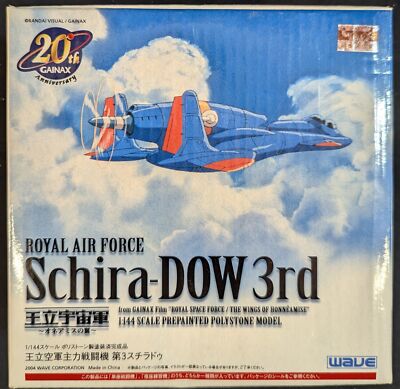 ©BANDAI VISUAL / GAINAX
20th
GAINAX
Anniversary
ROYAL AIR FORCE
Schira-DOW 3rd
王立宇宙軍
～オネアミスの翼～
from GAINAX Film "ROYAL SPACE FORCE / THE WINGS OF HONNEAMISE"
1:144 SCALE PREPAINTED POLYSTONE MODEL
1/144スケール ポリストーン製塗装済完成品
王立空軍主力戦闘機 第3スチラドゥ
2004 WAVE CORPORATION Made in China
WAVE